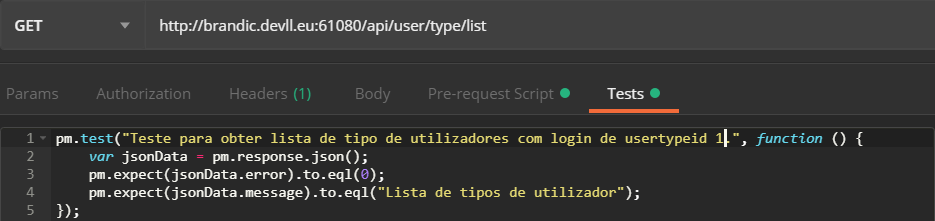 GET http://brandic.devll.eu:61080/api/user/type/list
Params Authorization Headers (1) Body Pre-request Script Tests
1 pm.test("Teste para obter lista de tipo de utilizadores com login de usertypeid 1.", function () {
2 var jsonData = pm.response.json();
3 pm.expect(jsonData.error).to.eql(0);
4 pm.expect(jsonData.message).to.eql("Lista de tipos de utilizador");
5 });